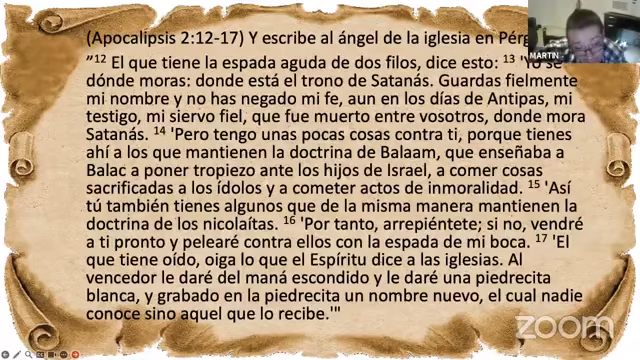 (Apocalipsis 2:12-17) Y escribe al ángel de la iglesia en Pérg
"12 El que tiene la espada aguda de dos filos, dice esto: 13 'Yo sé
dónde moras: donde está el trono de Satanás. Guardas fielmente
mi nombre y no has negado mi fe, aun en los días de Antipas, mi
testigo, mi siervo fiel, que fue muerto entre vosotros, donde mora
Satanás. 14 'Pero tengo unas pocas cosas contra ti, porque tienes
ahí a los que mantienen la doctrina de Balaam, que enseñaba a
Balac a poner tropiezo ante los hijos de Israel, a comer cosas
sacrificadas a los ídolos y a cometer actos de inmoralidad. 15 'Así
tú también tienes algunos que de la misma manera mantienen la
doctrina de los nicolaítas. 16 'Por tanto, arrepiéntete; si no, vendré
a ti pronto y pelearé contra ellos con la espada de mi boca. 17 'El
que tiene oído, oiga lo que el Espíritu dice a las iglesias. Al
vencedor le daré del maná escondido y le daré una piedrecita
blanca, y grabado en la piedrecita un nombre nuevo, el cual nadie
conoce sino aquel que lo recibe.'"
MARTIN
zoom